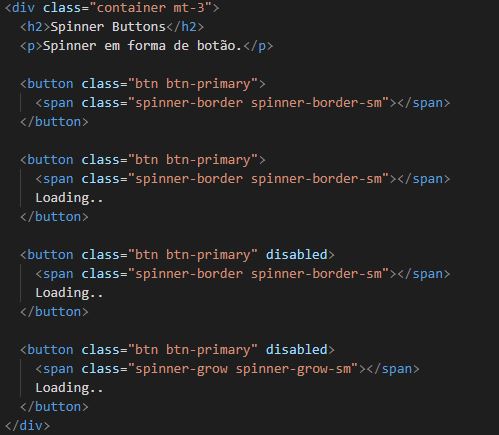 <div class="container mt-3">
  <h2>Spinner Buttons</h2>
  <p>Spinner em forma de botão.</p>

  <button class="btn btn-primary">
    <span class="spinner-border spinner-border-sm"></span>
  </button>

  <button class="btn btn-primary">
    <span class="spinner-border spinner-border-sm"></span>
    Loading..
  </button>

  <button class="btn btn-primary" disabled>
    <span class="spinner-border spinner-border-sm"></span>
    Loading..
  </button>

  <button class="btn btn-primary" disabled>
    <span class="spinner-grow spinner-grow-sm"></span>
    Loading..
  </button>
</div>